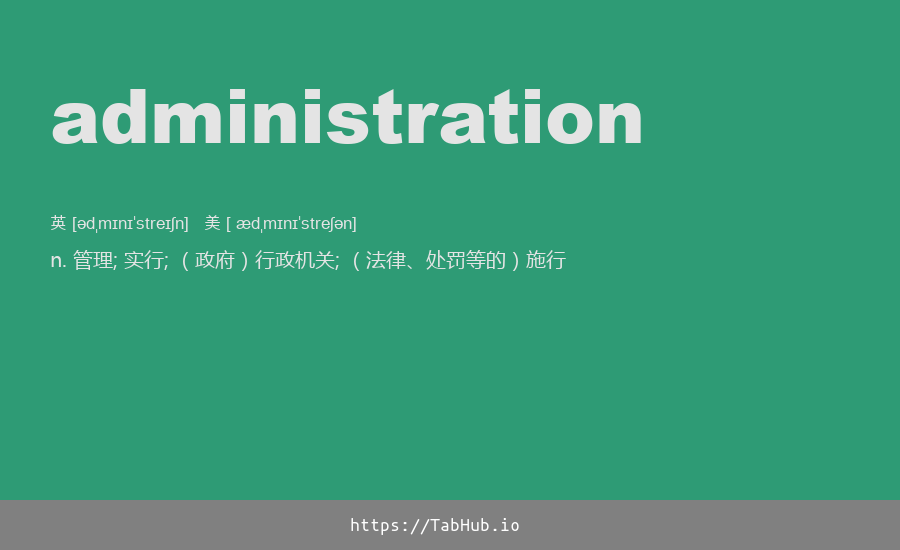 administration
英 [ədˌmɪnɪˈstreɪʃn] 美 [ ædˌmɪnɪˈstreʃən]
n. 管理; 实行; （政府）行政机关; （法律、处罚等的）施行
https://TabHub.io